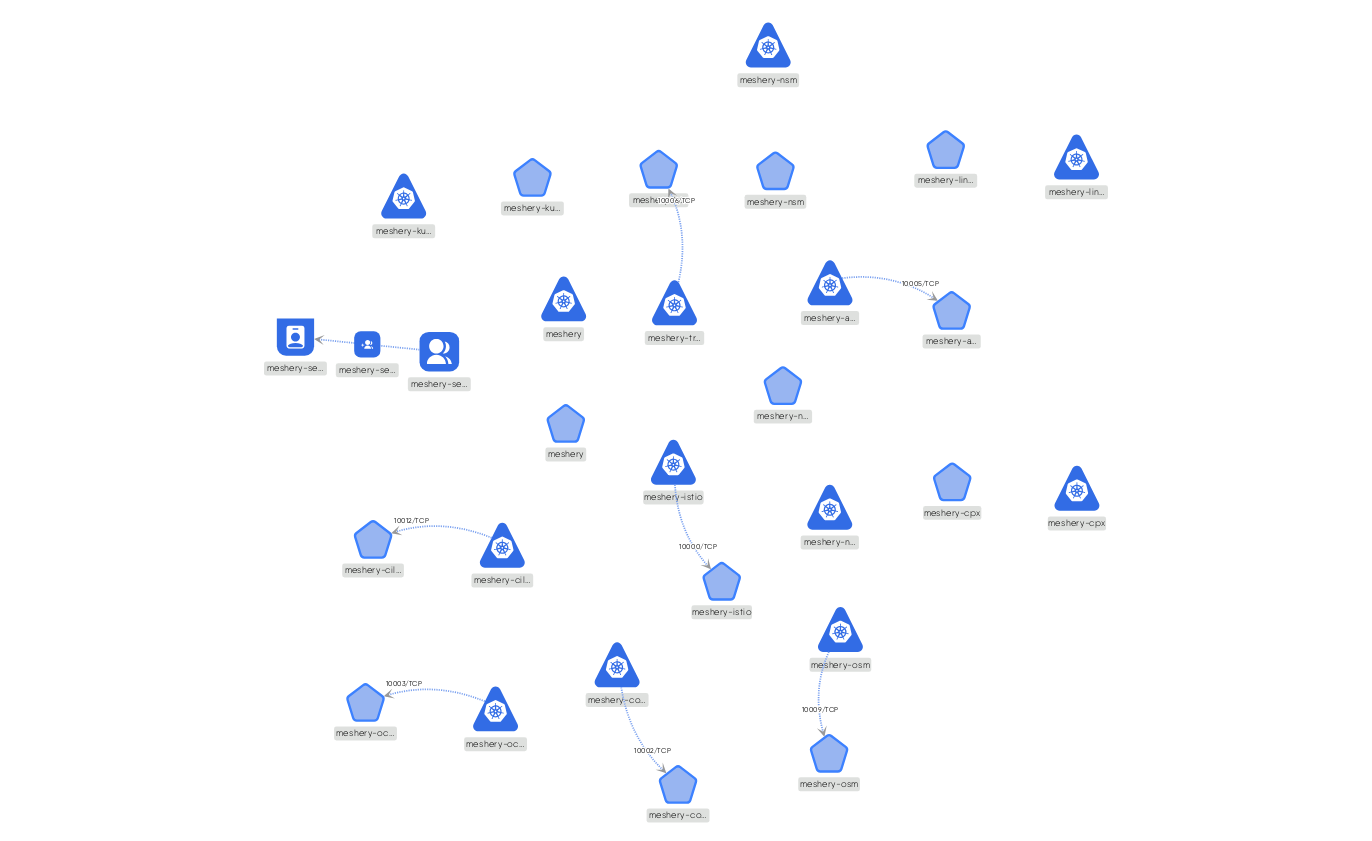 meshery-nsm
meshery-lin...
meshery-lin...
meshery-ku...
meshery-ku...
10006/TCP
meshery-nsm
meshery
meshery-tr...
meshery-a...
10005/TCP
meshery-a...
meshery-se...
meshery-se...
meshery-se...
meshery-n...
meshery
meshery-istio
10000/TCP
meshery-istio
meshery-n...
meshery-cpx
meshery-cpx
10012/TCP
meshery-cil...
meshery-cil...
meshery-osm
10009/TCP
meshery-osm
10003/TCP
meshery-oc...
meshery-oc...
meshery-co...
10002/TCP
meshery-co...